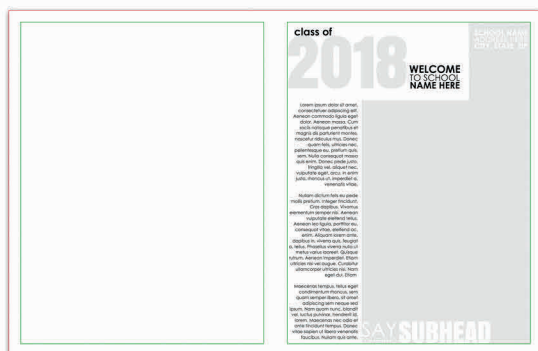 class of
2018
WELCOME
TO SCHOOL
NAME HERE
SCHOOL NAME
ADDRESS HERE
CITY, STATE, ZIP
Lorem ipsum dolor sit amet,
consectetuer adipiscing elit.
Aenean commodo ligula eget
dolor. Aenean massa. Cum
sociis natoque penatibus et
magnis dis parturient montes,
nascetur ridiculus mus. Donec
quam felis, ultricies nec,
pellentesque eu, pretium quis,
sem. Nulla consequat massa
quis enim. Donec pede justo,
fringilla vel, aliquet nec,
vulputate eget, arcu. In enim
justo, rhoncus ut, imperdiet a,
venenatis vitae,
Nullam dictum felis eu pede
mollis pretium. Integer tincidunt.
Cras dapibus. Vivamus
elementum semper nisi. Aenean
vulputate eleifend tellus.
Aenean leo ligula, porttitor eu,
consequat vitae, eleifend ac,
enim. Aliquam lorem ante,
dapibus in, viverra quis, feugiat
a, tellus. Phasellus viverra nulla ut
metus varius laoreet. Quisque
rutrum. Aenean imperdiet. Etiam
ultricies nisi vel augue. Curabitur
ullamcorper ultricies nisi. Nam
eget dui. Etiam
Maecenas tempus, tellus eget
condimentum rhoncus, sem
quam semper libero, sit amet
adipiscing sem neque sed
ipsum. Nam quam nunc, blandit
vel, luctus pulvinar, hendrerit id,
lorem. Maecenas nec odio et
ante tincidunt tempus. Donec
vitae sapien ut libero venenatis
faucibus. Nullam quis ante.
SAY SUBHEAD